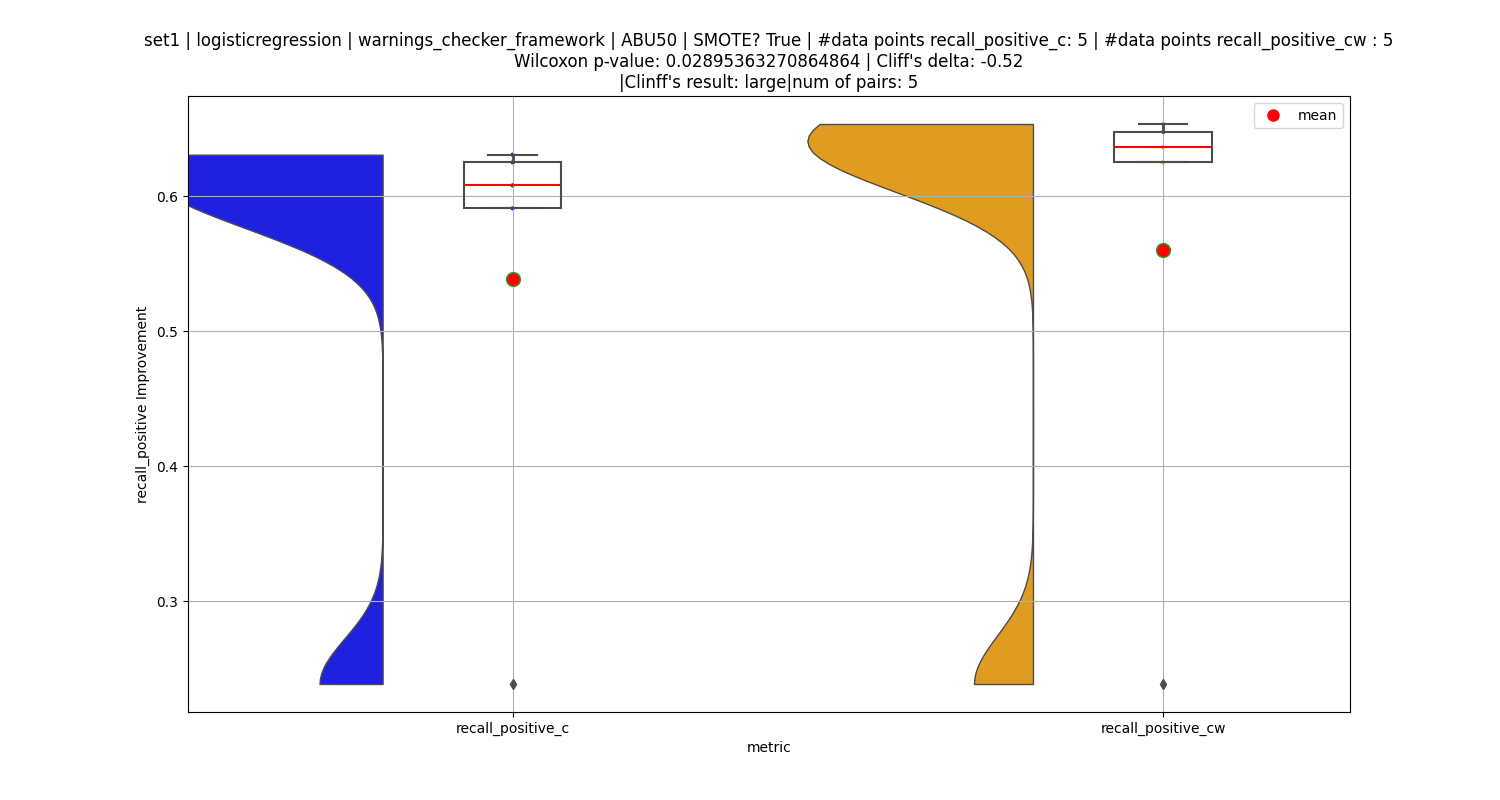 set1 | logisticregression | warnings_checker_framework | ABU50 | SMOTE? True | #data points recall_positive_c: 5 | #data points recall_positive_cw : 5
Wilcoxon p-value: 0.02895363270864864 | Cliff's delta: -0.52
|Clinff's result: large|num of pairs: 5
mean
recall_positive Improvement
0.6
0.5
0.4
0.3
recall_positive_c
recall_positive_cw
metric